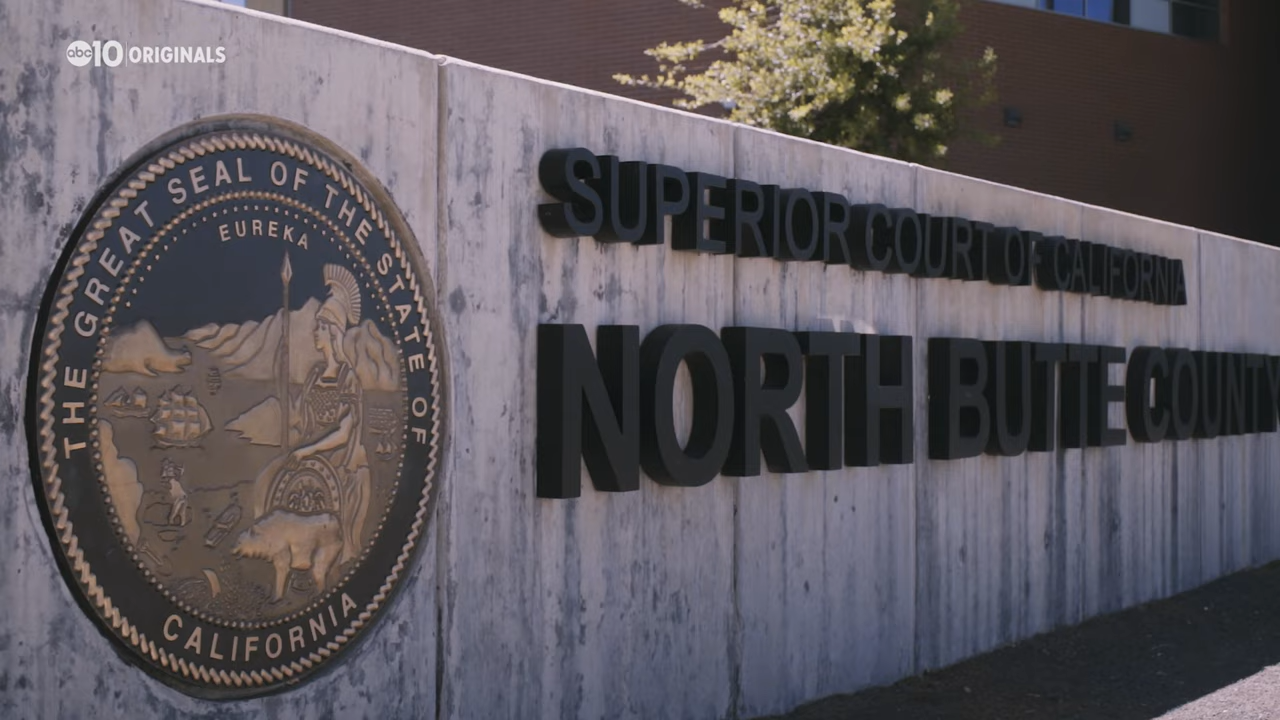 abc10 ORIGINALS
THE GREAT SEAL OF THE STATE OF
EUREKA
CALIFORNIA
SUPERIOR COURT OF CALIFORNIA
NORTH BUTTE COUNTY